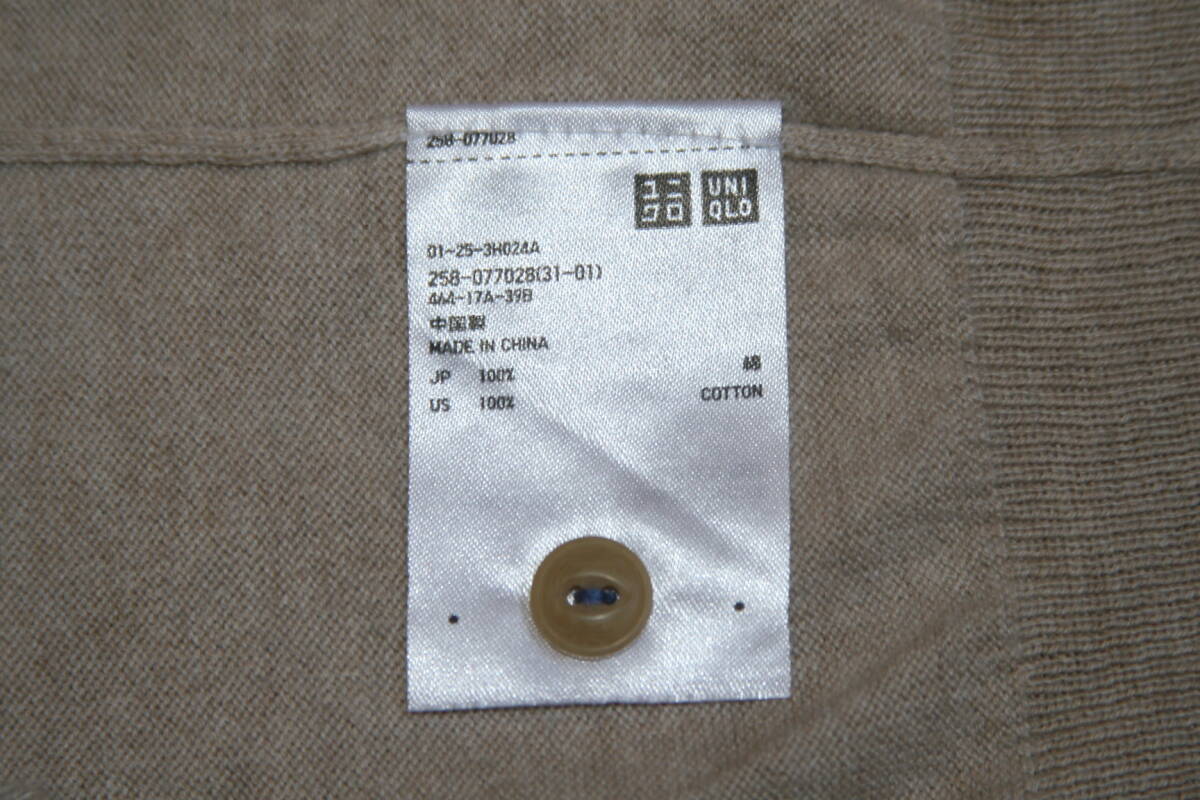 258-077028
ユニ UNI
クロ QLO
01-25-3H024A
258-077028(31-01)
464-17A-39B
中国製
MADE IN CHINA
JP 100% 綿
US 100% COTTON